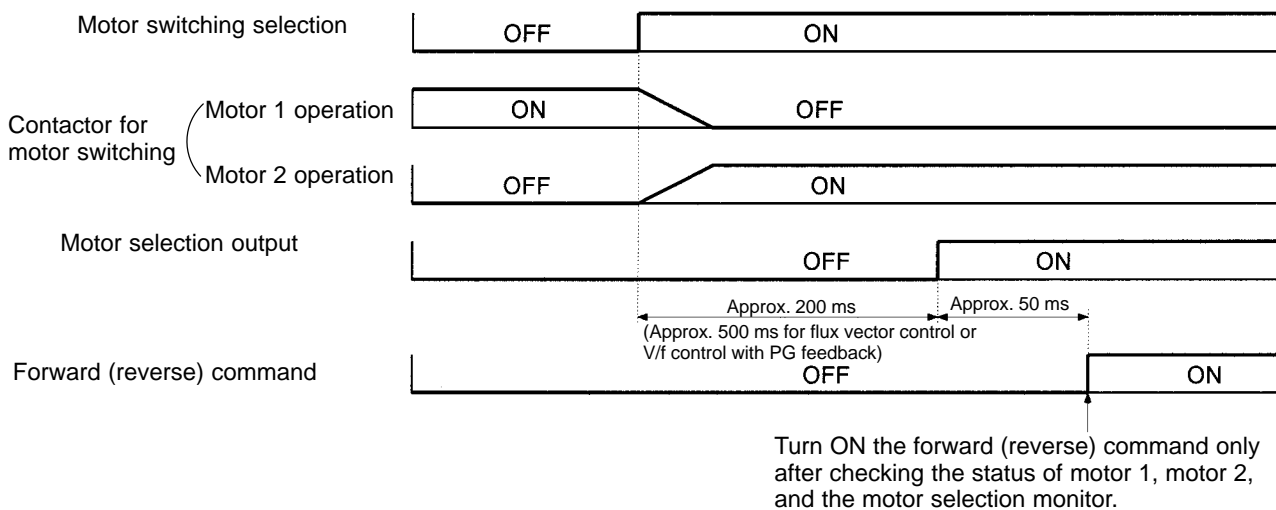 Motor switching selection
OFF
ON
Contactor for
motor switching
Motor 1 operation
ON
OFF
Motor 2 operation
OFF
ON
Motor selection output
OFF
ON
Approx. 200 ms
Approx. 50 ms
(Approx. 500 ms for flux vector control or
V/f control with PG feedback)
Forward (reverse) command
OFF
ON
Turn ON the forward (reverse) command only
after checking the status of motor 1, motor 2,
and the motor selection monitor.